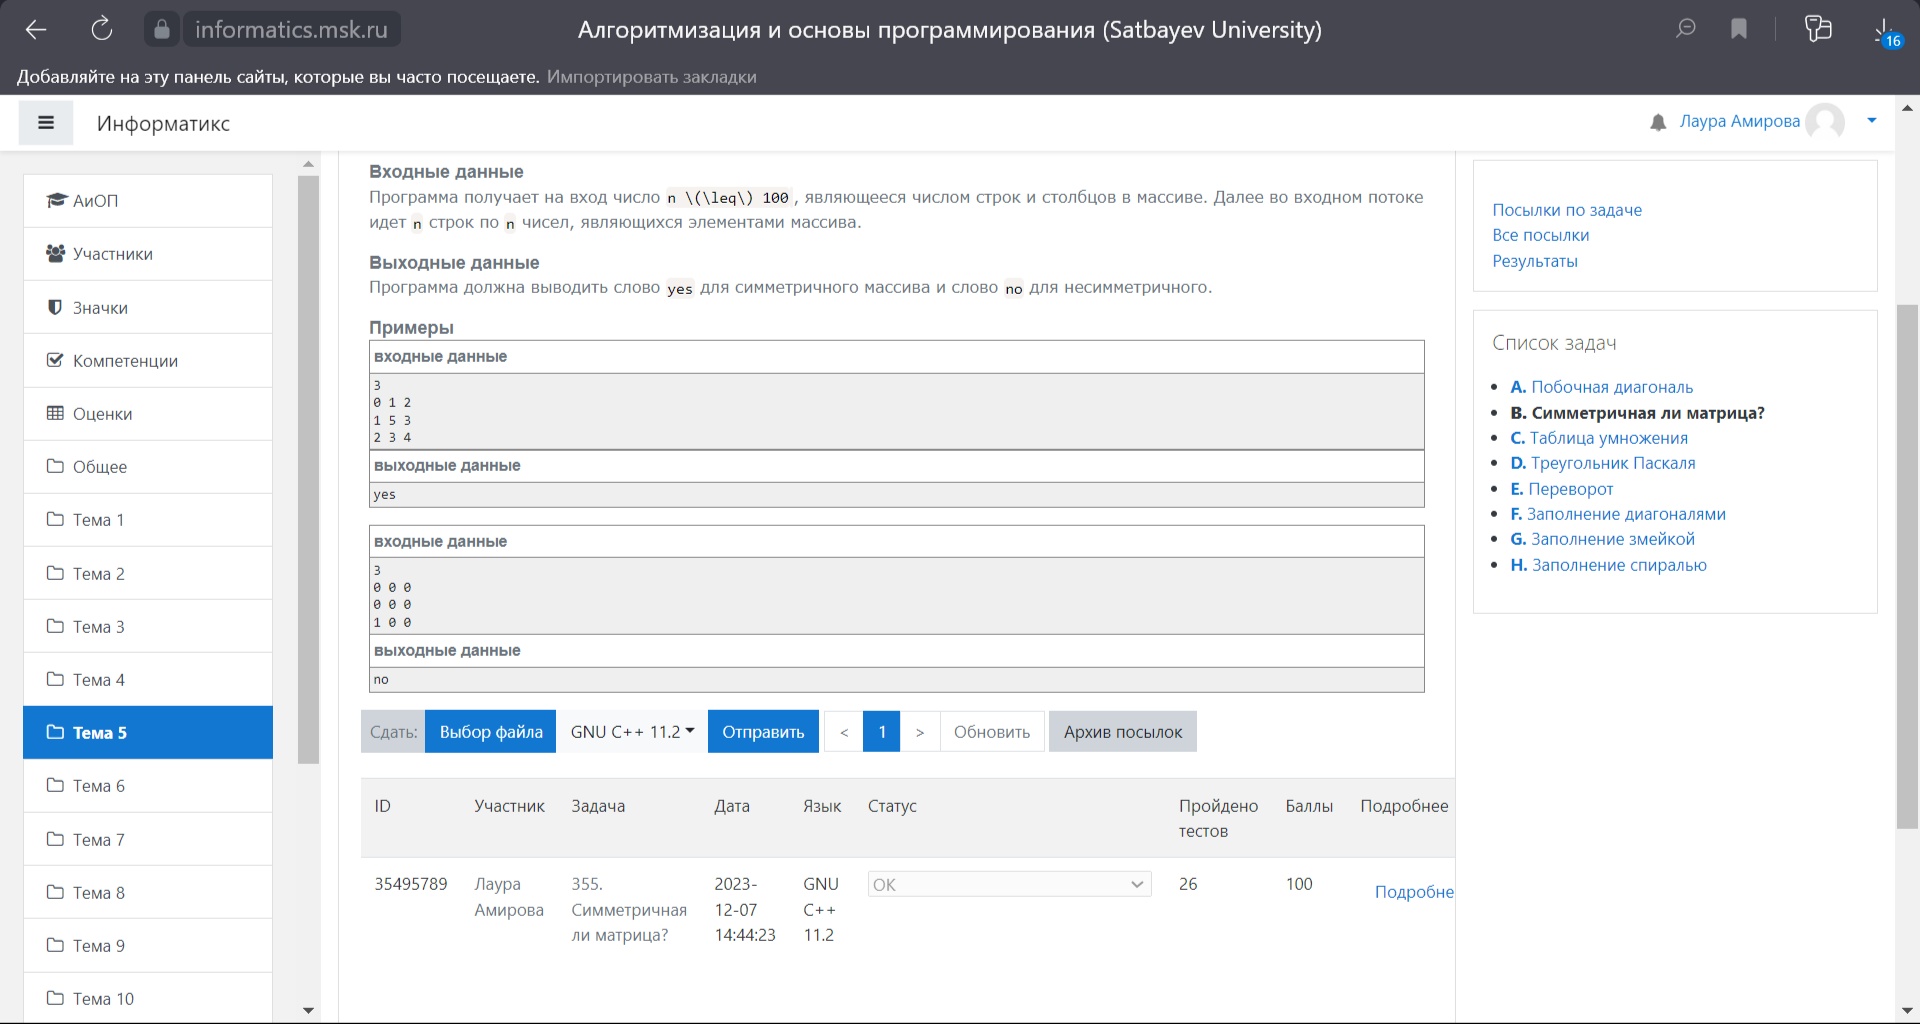 informatics.msk.ru
Алгоритмизация и основы программирования (Satbayev University)
16
Добавляйте на эту панель сайты, которые вы часто посещаете. Импортировать закладки
Информатикс
Лаура Амирова
АиОП
Участники
Значки
Компетенции
Оценки
Общее
Тема 1
Тема 2
Тема 3
Тема 4
Тема 5
Тема 6
Тема 7
Тема 8
Тема 9
Тема 10
Входные данные
Программа получает на вход число n \(\leq\) 100, являющееся числом строк и столбцов в массиве. Далее во входном потоке
идет n строк по n чисел, являющихся элементами массива.
Выходные данные
Программа должна выводить слово yes для симметричного массива и слово no для несимметричного.
Примеры
входные данные
3
0 1 2
1 5 3
2 3 4
выходные данные
yes
входные данные
3
0 0 0
0 0 0
1 0 0
выходные данные
no
Сдать: Выбор файла GNU C++ 11.2 Отправить < 1 > Обновить Архив посылок
ID Участник Задача Дата Язык Статус Пройдено Баллы Подробнее
тестов
35495789 Лаура 355. 2023- GNU OK 26 100 Подробне
Амирова Симметричная 12-07 C++
ли матрица? 14:44:23 11.2
Посылки по задаче
Все посылки
Результаты
Список задач
A. Побочная диагональ
B. Симметричная ли матрица?
C. Таблица умножения
D. Треугольник Паскаля
E. Переворот
F. Заполнение диагоналями
G. Заполнение змейкой
H. Заполнение спиралью